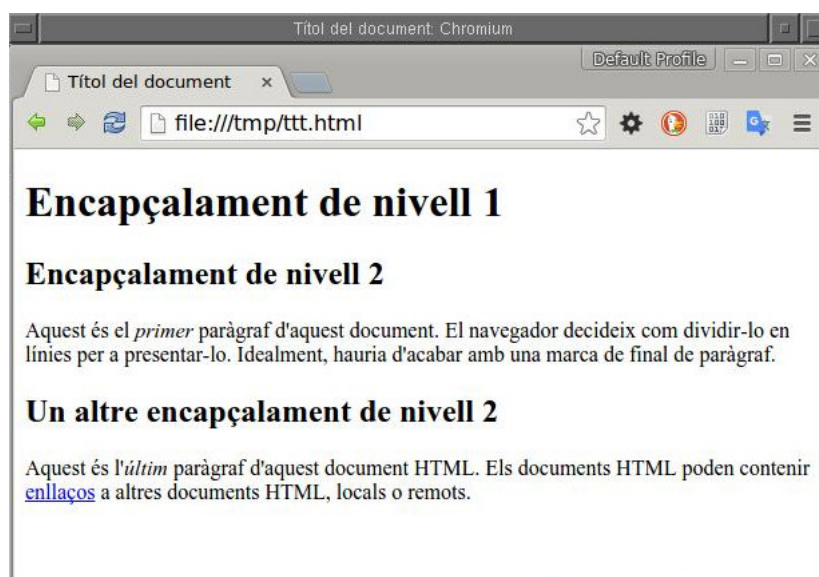 Títol del document: Chromium
Default Profile
Títol del document ×
file:///tmp/ttt.html
Encapçalament de nivell 1
Encapçalament de nivell 2
Aquest és el primer paràgraf d'aquest document. El navegador decideix com dividir-lo en
línies per a presentar-lo. Idealment, hauria d'acabar amb una marca de final de paràgraf.
Un altre encapçalament de nivell 2
Aquest és l'últim paràgraf d'aquest document HTML. Els documents HTML poden contenir
enllaços a altres documents HTML, locals o remots.